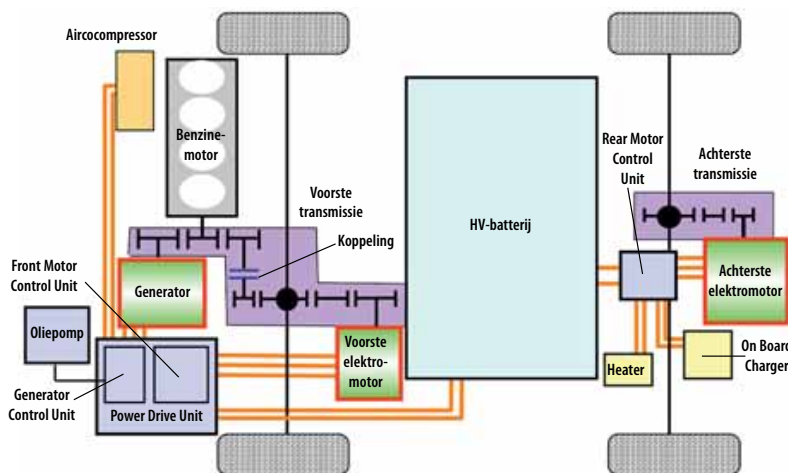 Aircocompressor
Benzine-
motor
Voorste
transmissie
Koppeling
HV-batterij
Rear Motor
Control
Unit
Achterste
transmissie
Front Motor
Control Unit
Generator
Oliepomp
Voorste
elektro-
motor
Achterste
elektromotor
Generator
Control Unit
Power Drive Unit
Heater
On Board
Charger